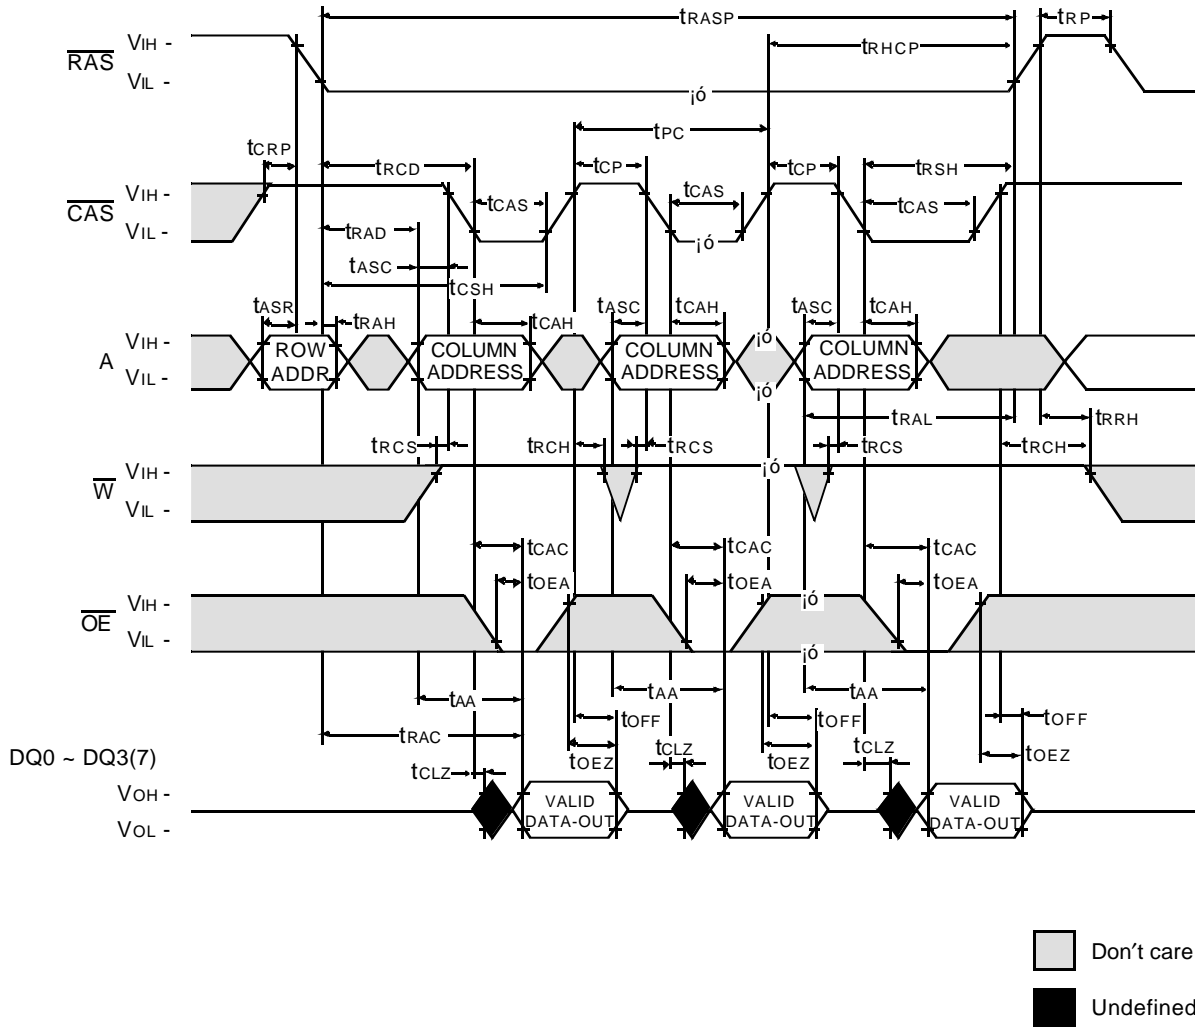 tRASP
tRP
VIH -
RAS
VIL -
tRHCP
¡ó
tPC
tCRP
tRCD
tCP
tCP
tRSH
VIH -
CAS
VIL -
tCAS
tCAS
tCAS
¡ó
tRAD
tASC
tCSH
tASR
tRAH
tCAH
tASC
tCAH
tASC
tCAH
VIH -
A
VIL -
ROW
ADDR
COLUMN
ADDRESS
COLUMN
ADDRESS
COLUMN
ADDRESS
¡ó
¡ó
tRAL
tRRH
tRCS
tRCH
tRCS
tRCS
tRCH
VIH -
W
VIL -
¡ó
tCAC
tCAC
tCAC
tOEA
tOEA
tOEA
VIH -
OE
VIL -
¡ó
¡ó
tAA
tAA
tAA
tOFF
tOFF
tOFF
tRAC
tOEZ
tOEZ
tOEZ
DQ0 ~ DQ3(7)
tCLZ
tCLZ
tCLZ
VOH -
VOL -
VALID
DATA-OUT
VALID
DATA-OUT
VALID
DATA-OUT
Don′t care
Undefined